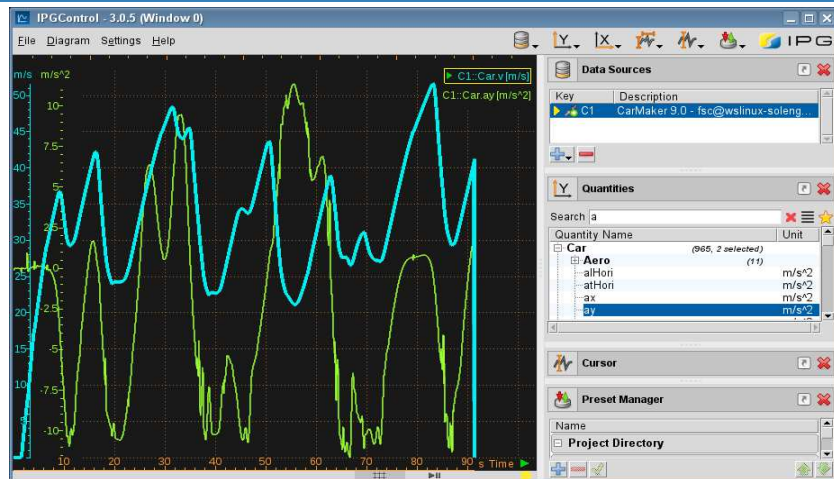 IPGControl - 3.0.5 (Window 0)
File Diagram Settings Help
IPG
m/s m/s^2
C1::Car.v [m/s]
C1::Car.ay [m/s^2]
50
45
40
35
30
25
20
15
10
10
7.5
5
2.5
0
-2.5
-5
-7.5
-10
10 20 30 40 50 60 70 80 90 s Time
Data Sources
Key Description
C1 CarMaker 9.0 - fsc@wslinux-soleng...
Quantities
Search a
Quantity Name Unit
Car (965, 2 selected)
Aero (11)
alHori m/s^2
atHori m/s^2
ax m/s^2
ay m/s^2
Cursor
Preset Manager
Name
Project Directory